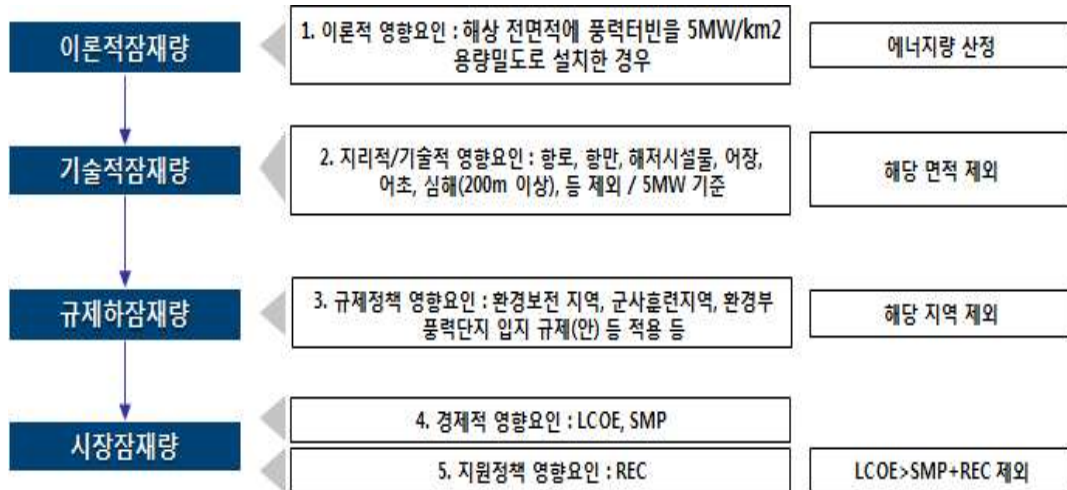 이론적잠재량
1. 이론적 영향요인 : 해상 전면적에 풍력터빈을 5MW/km2
용량밀도로 설치한 경우
에너지량 산정
기술적잠재량
2. 지리적/기술적 영향요인 : 항로, 항만, 해저시설물, 어장,
어초, 심해(200m 이상), 등 제외 / 5MW 기준
해당 면적 제외
규제하잠재량
3. 규제정책 영향요인 : 환경보전 지역, 군사훈련지역, 환경부
풍력단지 입지 규제(안) 등 적용 등
해당 지역 제외
시장잠재량
4. 경제적 영향요인 : LCOE, SMP
5. 지원정책 영향요인 : REC
LCOE>SMP+REC 제외